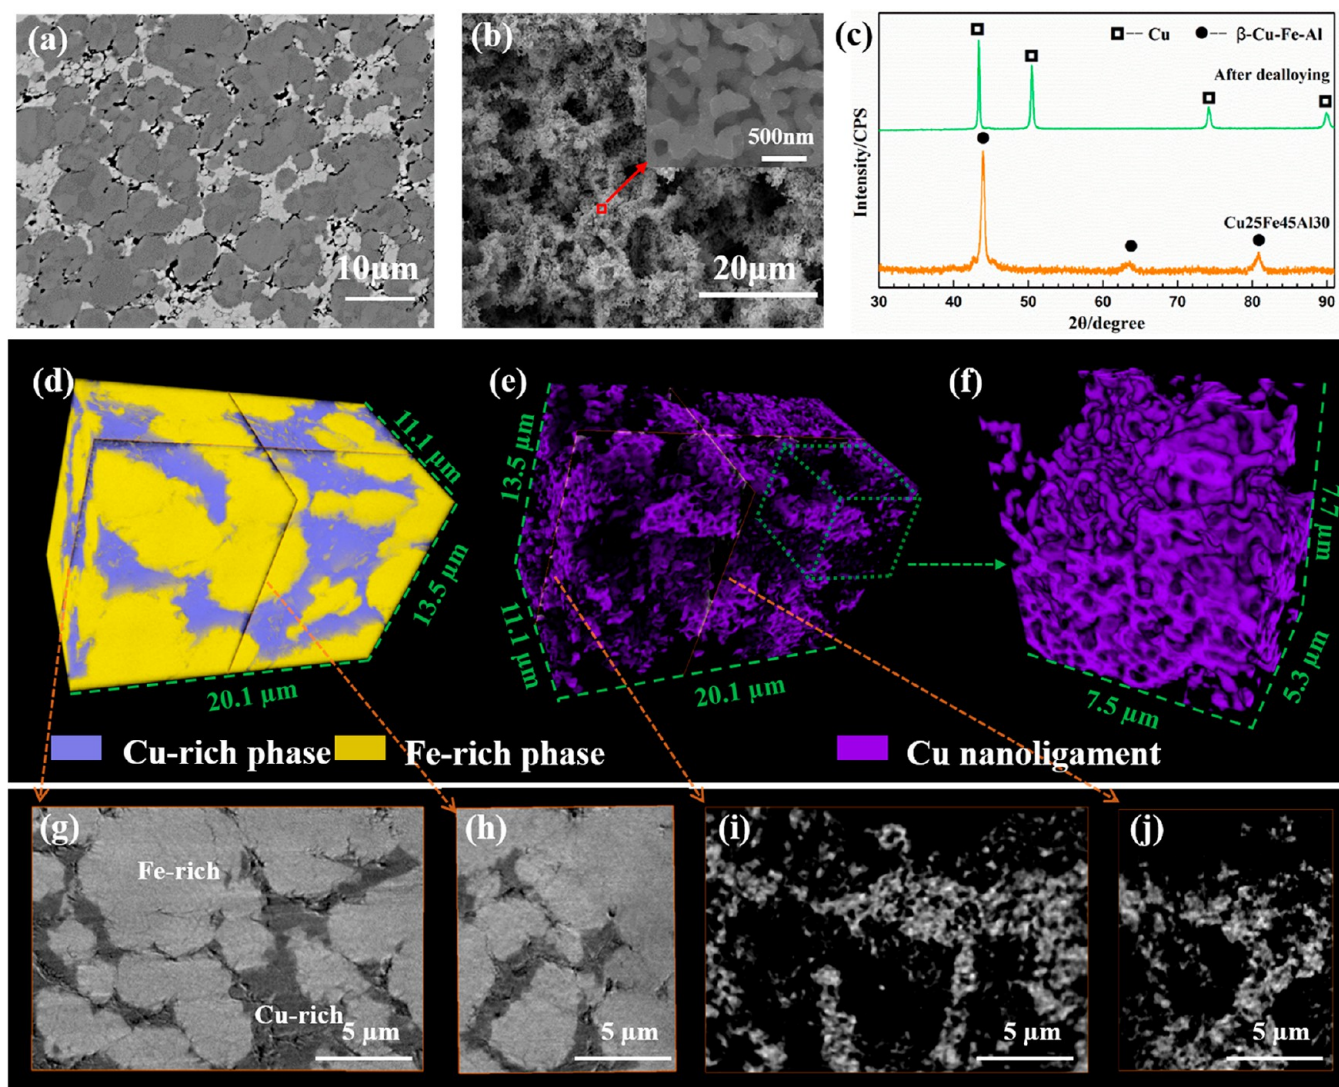 (a)
10μm
(b)
500nm
20μm
(c)
Cu
β-Cu-Fe-Al
After dealloying
Cu25Fe45Al30
Intensity/CPS
30 40 50 60 70 80 90
2θ/degree
(d)
11.1 μm
13.5 μm
20.1 μm
(e)
13.5 μm
11.1 μm
20.1 μm
(f)
7.7 μm
5.3 μm
7.5 μm
Cu-rich phase
Fe-rich phase
Cu nanoligament
(g)
Fe-rich
Cu-rich
5 μm
(h)
5 μm
(i)
5 μm
(j)
5 μm